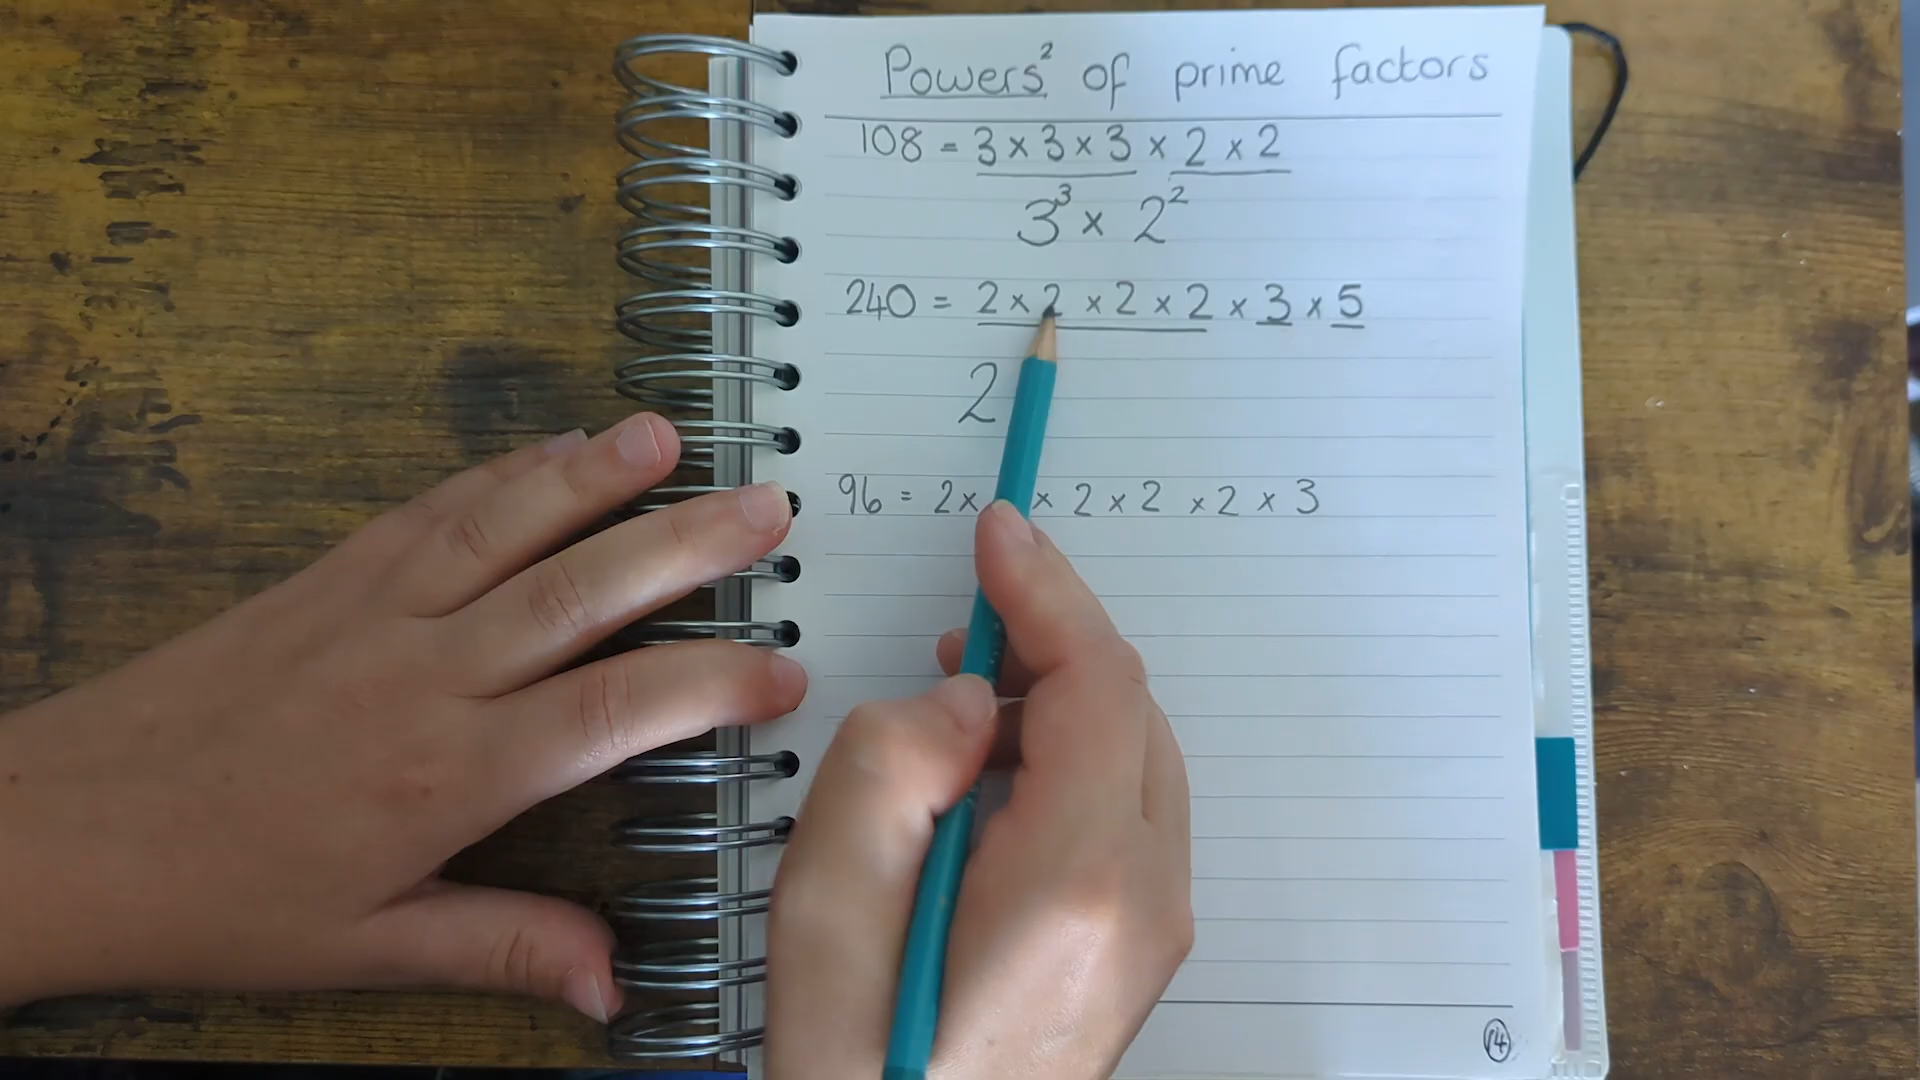 Powers² of prime factors
108 = 3 × 3 × 3 × 2 × 2
3³ × 2²
240 = 2 × 2 × 2 × 2 × 3 × 5
2
96 = 2 × × 2 × 2 × 2 × 3